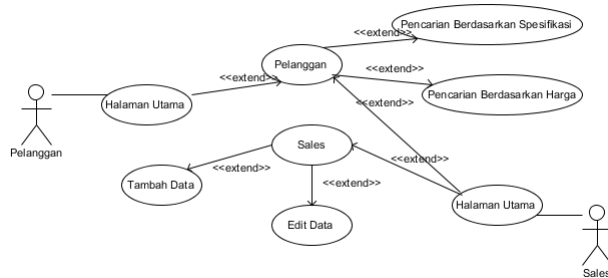 Pencarian Berdasarkan Spesifikasi
<<extend>>
Pelanggan
<<extend>>
<<extend>>
Halaman Utama
Pencarian Berdasarkan Harga
<<extend>>
Pelanggan
Sales
<<extend>>
<<extend>>
Tambah Data
<<extend>>
Halaman Utama
Edit Data
Sales